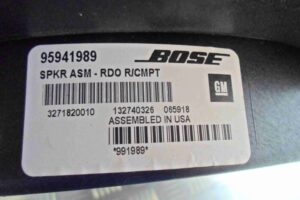 95941989 BOSE
SPKR ASM - RDO R/CMPT
GM
3271820010 132740326 065918
ASSEMBLED IN USA
*991989*